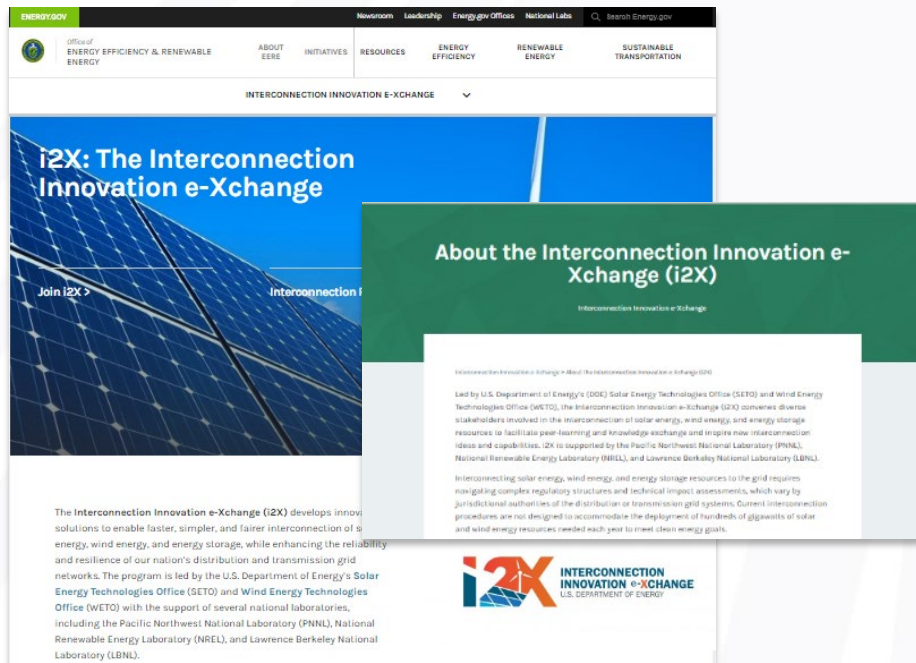 ENERGY.GOV
Newsroom Leadership Energy.gov Offices National Labs Search Energy.gov
Office of
ENERGY EFFICIENCY & RENEWABLE
ENERGY
ABOUT
EERE
INITIATIVES
RESOURCES
ENERGY
EFFICIENCY
RENEWABLE
ENERGY
SUSTAINABLE
TRANSPORTATION
INTERCONNECTION INNOVATION E-XCHANGE
i2X: The Interconnection
Innovation e-Xchange
Join i2X >
Interconnection
About the Interconnection Innovation e-
Xchange (i2X)
Interconnection Innovation e-Xchange
Interconnection Innovation e-Xchange » About the Interconnection Innovation e-Xchange (i2X)
Led by U.S. Department of Energy's (DOE) Solar Energy Technologies Office (SETO) and Wind Energy
Technologies Office (WETO), the Interconnection Innovation e-Xchange (i2X) convenes diverse
stakeholders involved in the interconnection of solar energy, wind energy, and energy storage
resources to facilitate peer-learning and knowledge exchange and inspire new interconnection
ideas and capabilities. i2X is supported by the Pacific Northwest National Laboratory (PNNL),
National Renewable Energy Laboratory (NREL), and Lawrence Berkeley National Laboratory (LBNL).
Interconnecting solar energy, wind energy, and energy storage resources to the grid requires
navigating complex regulatory structures and technical impact assessments, which vary by
jurisdictional authorities of the distribution or transmission grid systems. Current interconnection
procedures are not designed to accommodate the deployment of hundreds of gigawatts of solar
and wind energy resources needed each year to meet clean energy goals.
The Interconnection Innovation e-Xchange (i2X) develops
solutions to enable faster, simpler, and fairer interconnection of
energy, wind energy, and energy storage, while enhancing the reliability
and resilience of our nation's distribution and transmission grid
networks. The program is led by the U.S. Department of Energy's Solar
Energy Technologies Office (SETO) and Wind Energy Technologies
Office (WETO) with the support of several national laboratories,
including the Pacific Northwest National Laboratory (PNNL), National
Renewable Energy Laboratory (NREL), and Lawrence Berkeley National
Laboratory (LBNL).
i2X
INTERCONNECTION
INNOVATION e-XCHANGE
U.S. DEPARTMENT OF ENERGY